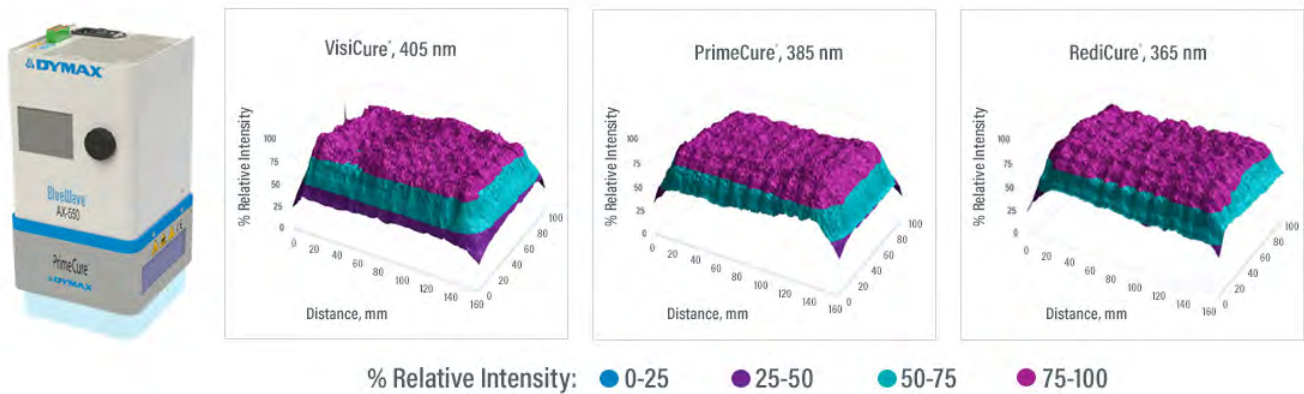 DYMAX
BlueWave
AX-550
PrimeCure
DYMAX
VisiCure®, 405 nm
% Relative Intensity
100
75
50
25
0
0 20 40 60 80 100 120 140 160
0 20 40 60 80 100
Distance, mm
PrimeCure®, 385 nm
% Relative Intensity
100
75
50
25
0
0 20 40 60 80 100 120 140 160
0 20 40 60 80 100
Distance, mm
RediCure®, 365 nm
% Relative Intensity
100
75
50
25
0
0 20 40 60 80 100 120 140 160
0 20 40 60 80 100
Distance, mm
% Relative Intensity: 0-25 25-50 50-75 75-100